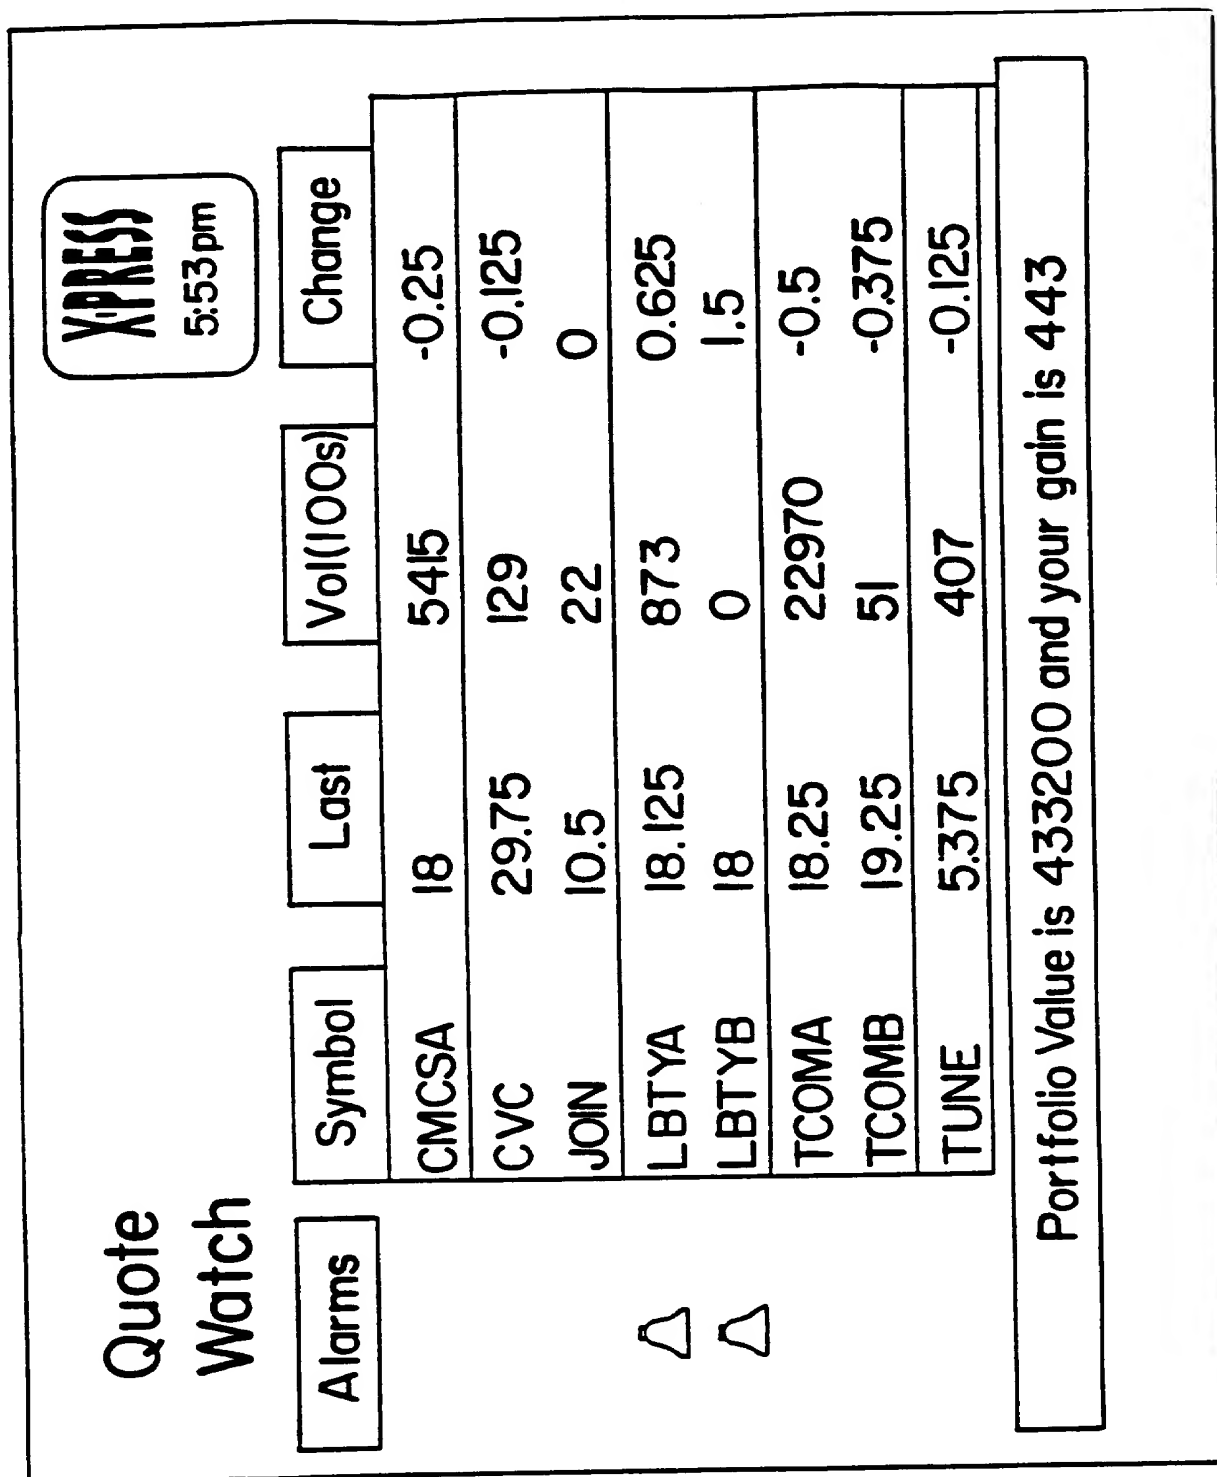 Quote
Watch
X·PRESS
5:53pm
Alarms Symbol Last Vol(100s) Change
CMCSA 18 5415 -0.25
CVC 29.75 129 -0.125
JOIN 10.5 22 0
LBTYA 18.125 873 0.625
LBTYB 18 0 1.5
TCOMA 18.25 22970 -0.5
TCOMB 19.25 51 -0.375
TUNE 5.375 407 -0.125
Portfolio Value is 433200 and your gain is 443